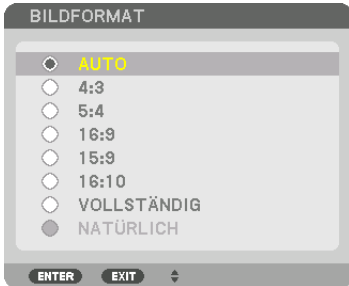 BILDFORMAT
AUTO
4:3
5:4
16:9
15:9
16:10
VOLLSTÄNDIG
NATÜRLICH
ENTER EXIT